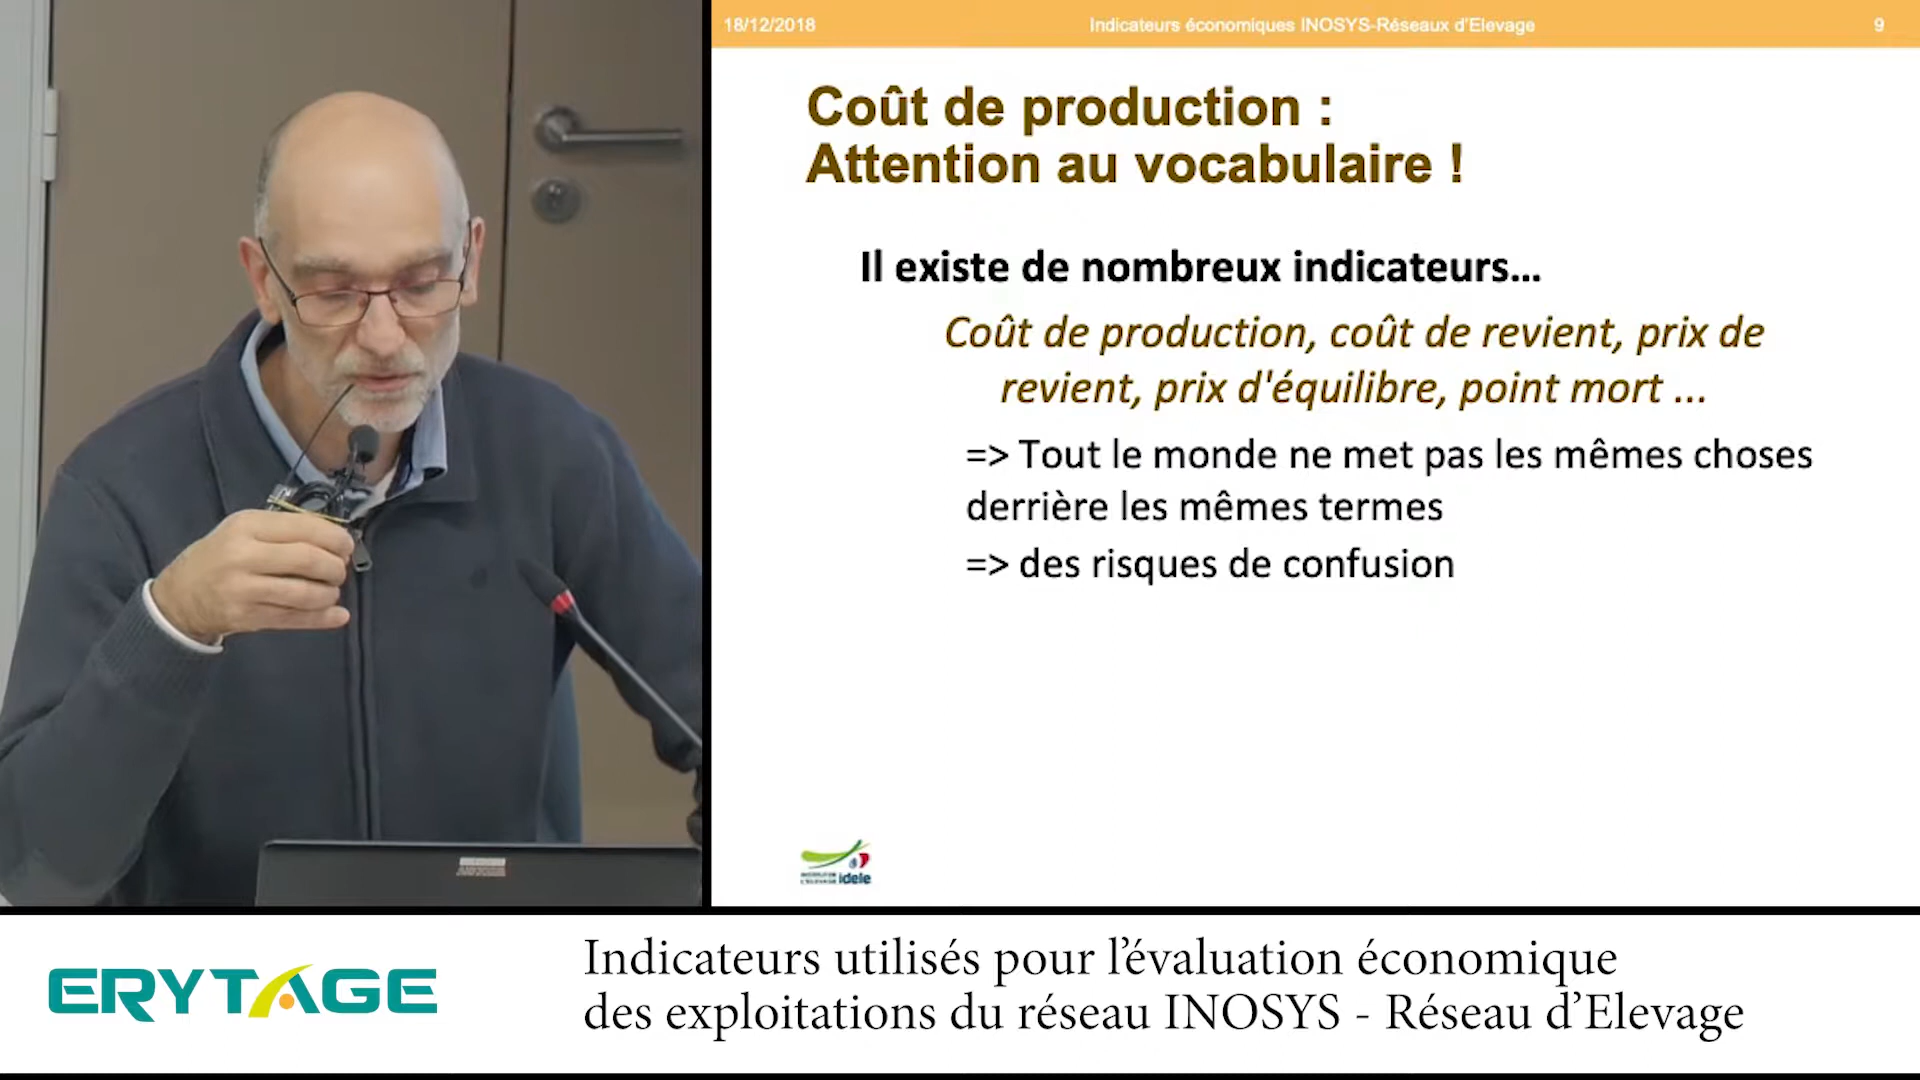 18/12/2018
Indicateurs économiques INOSYS-Réseaux d'Elevage
9
Coût de production :
Attention au vocabulaire !
Il existe de nombreux indicateurs...
Coût de production, coût de revient, prix de
revient, prix d'équilibre, point mort ...
=> Tout le monde ne met pas les mêmes choses
derrière les mêmes termes
=> des risques de confusion
idele
ERYTAGE
Indicateurs utilisés pour l'évaluation économique
des exploitations du réseau INOSYS - Réseau d'Elevage